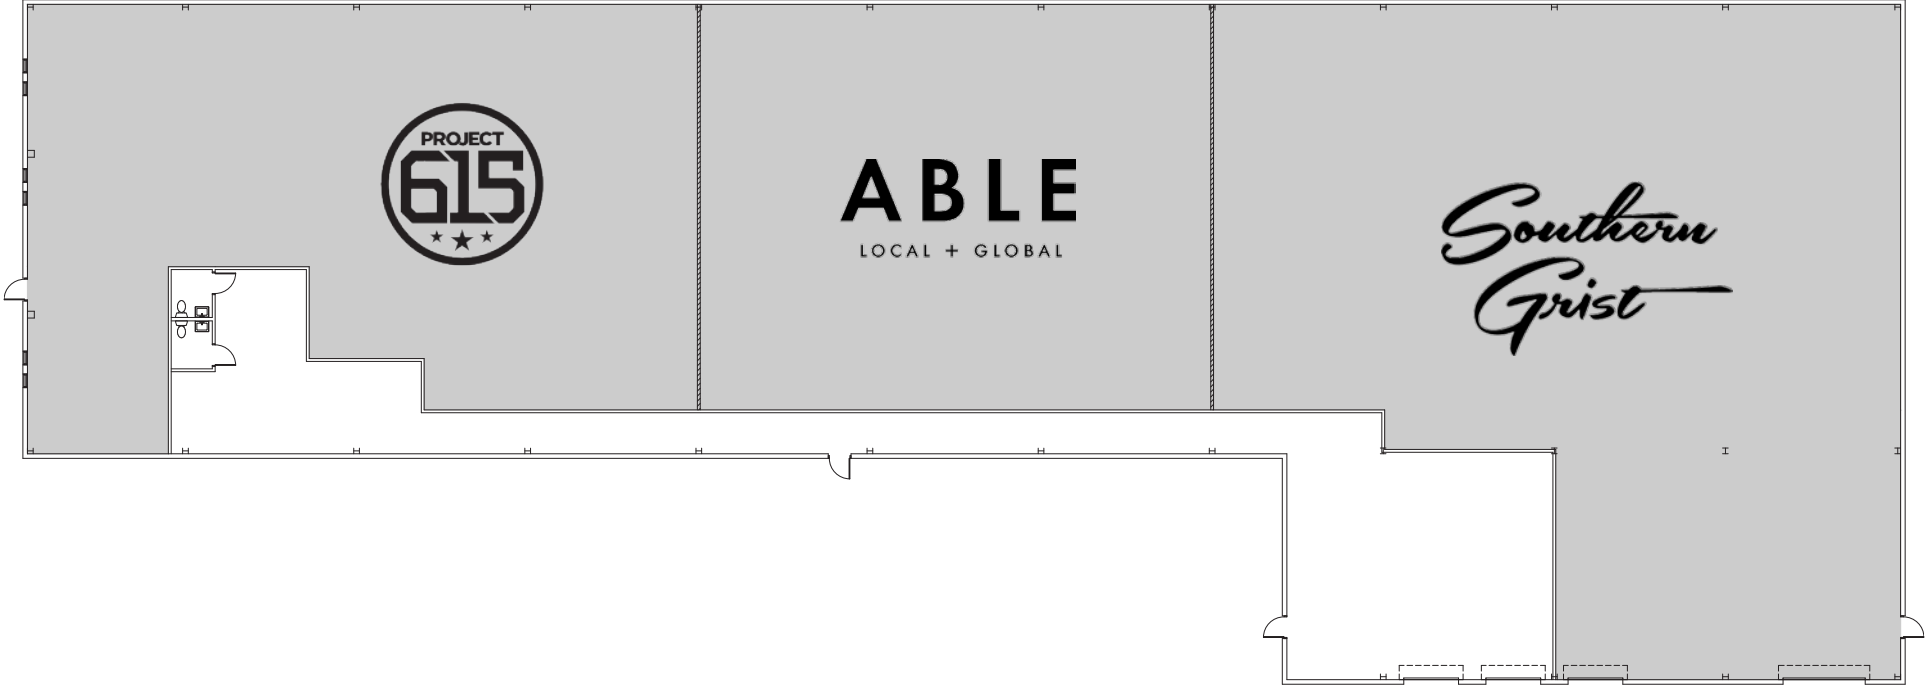 PROJECT
615
ABLE
LOCAL + GLOBAL
Southern
Grist